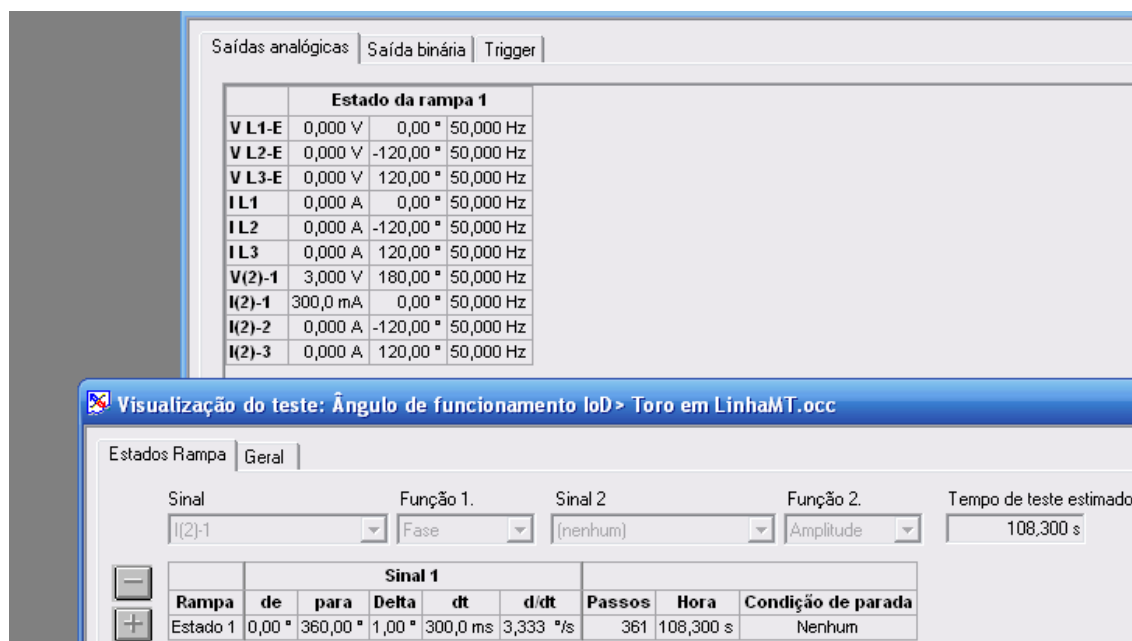 Saídas analógicas Saída binária Trigger
Estado da rampa 1
V L1-E 0,000 V 0,00 ° 50,000 Hz
V L2-E 0,000 V -120,00 ° 50,000 Hz
V L3-E 0,000 V 120,00 ° 50,000 Hz
I L1 0,000 A 0,00 ° 50,000 Hz
I L2 0,000 A -120,00 ° 50,000 Hz
I L3 0,000 A 120,00 ° 50,000 Hz
V(2)-1 3,000 V 180,00 ° 50,000 Hz
I(2)-1 300,0 mA 0,00 ° 50,000 Hz
I(2)-2 0,000 A -120,00 ° 50,000 Hz
I(2)-3 0,000 A 120,00 ° 50,000 Hz
Visualização do teste: Ângulo de funcionamento IoD> Toro em LinhaMT.occ
Estados Rampa Geral
Sinal Função 1. Sinal 2 Função 2. Tempo de teste estimado
I(2)-1 Fase (nenhum) Amplitude 108,300 s
Sinal 1
Rampa de para Delta dt d/dt Passos Hora Condição de parada
Estado 1 0,00 ° 360,00 ° 1,00 ° 300,0 ms 3,333 °/s 361 108,300 s Nenhum